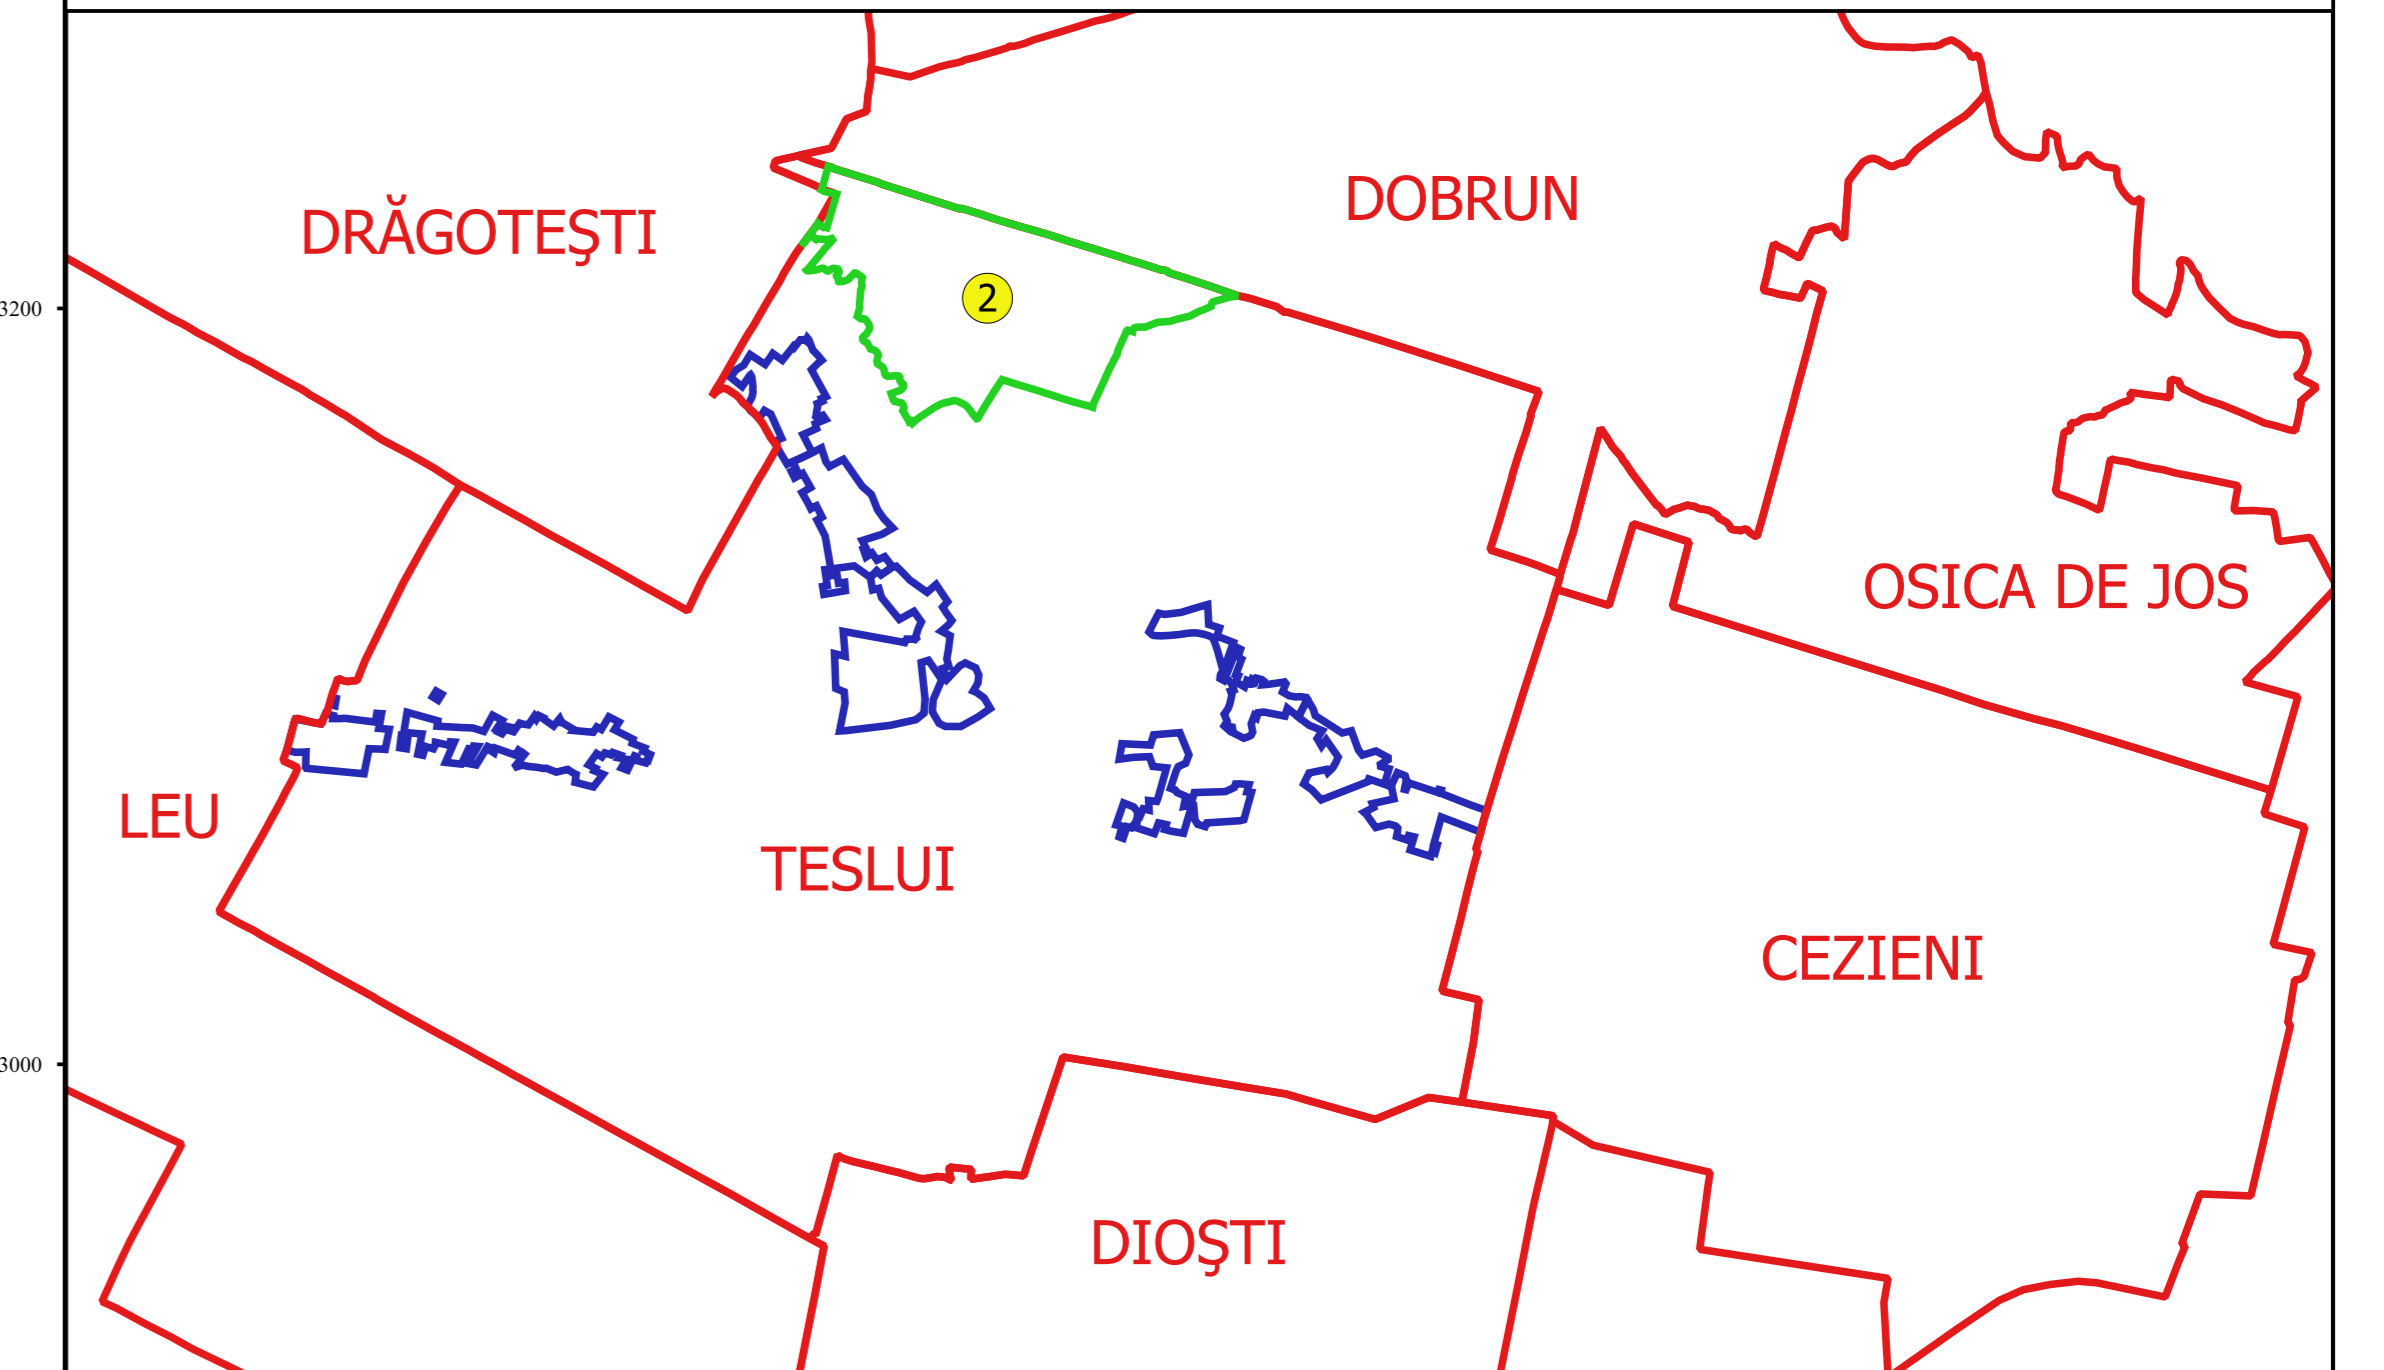 DOBRUN
DRĂGOTEŞTI
2
3200
OSICA DE JOS
LEU
TESLUI
CEZIENI
3000
DIOŞTI